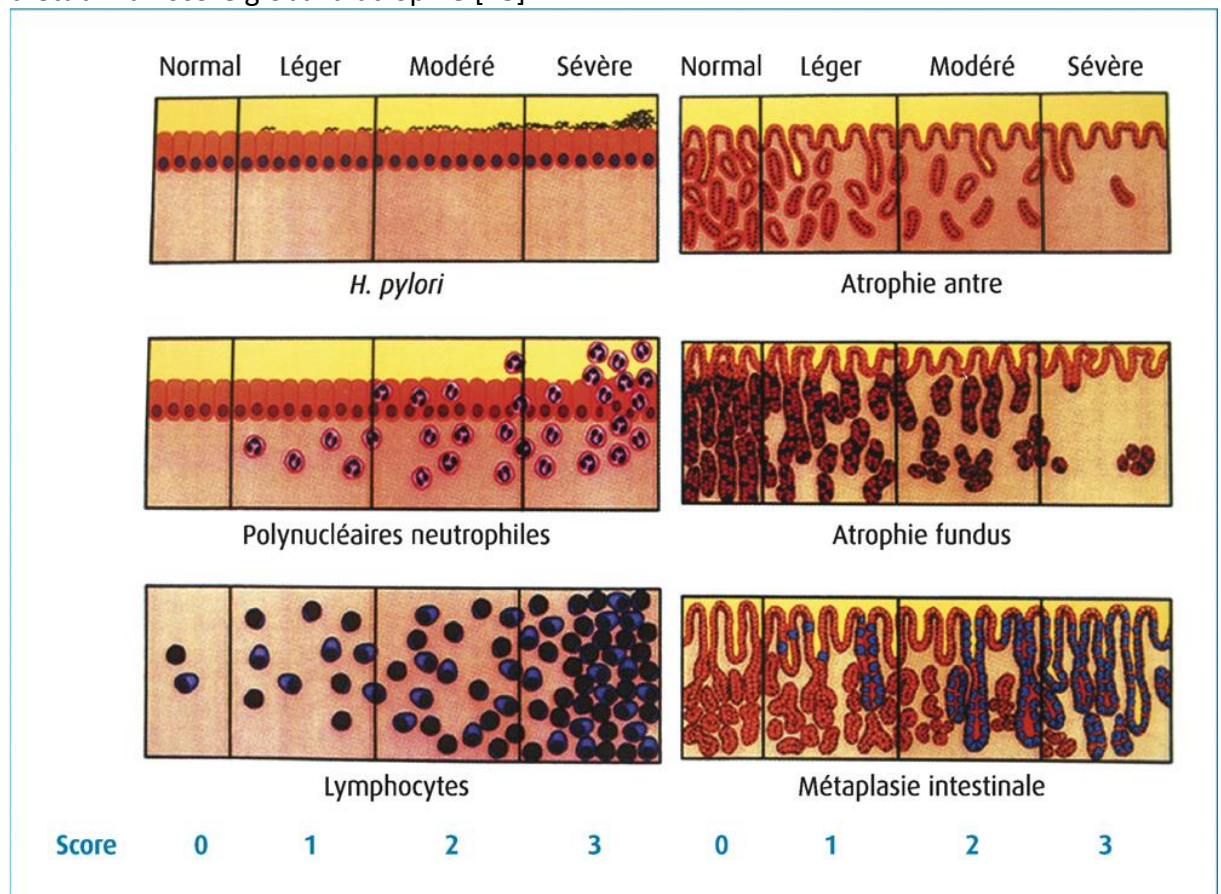 Normal Léger Modéré Sévère Normal Léger Modéré Sévère
H. pylori Atrophie antre
Polynucléaires neutrophiles Atrophie fundus
Lymphocytes Métaplasie intestinale
Score 0 1 2 3 0 1 2 3